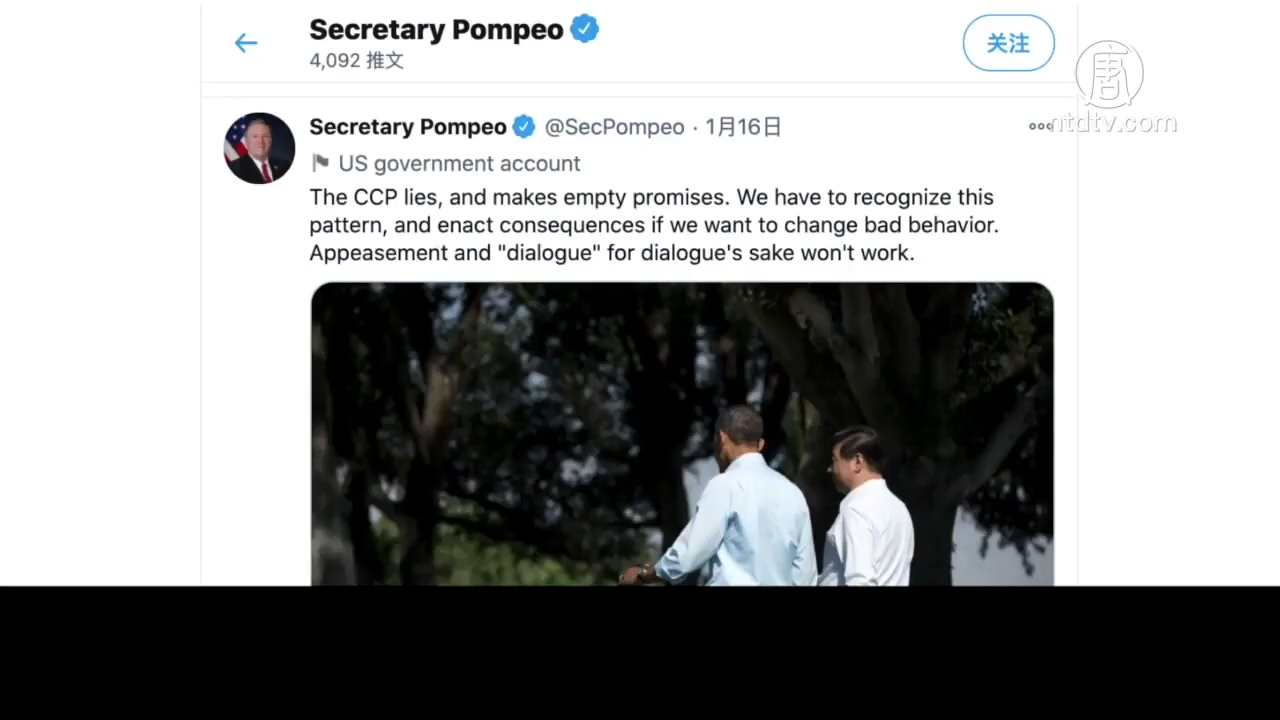 Secretary Pompeo
4,092 推文
关注
Secretary Pompeo @SecPompeo · 1月16日
US government account
The CCP lies, and makes empty promises. We have to recognize this
pattern, and enact consequences if we want to change bad behavior.
Appeasement and "dialogue" for dialogue's sake won't work.
唐
ntdtv.com